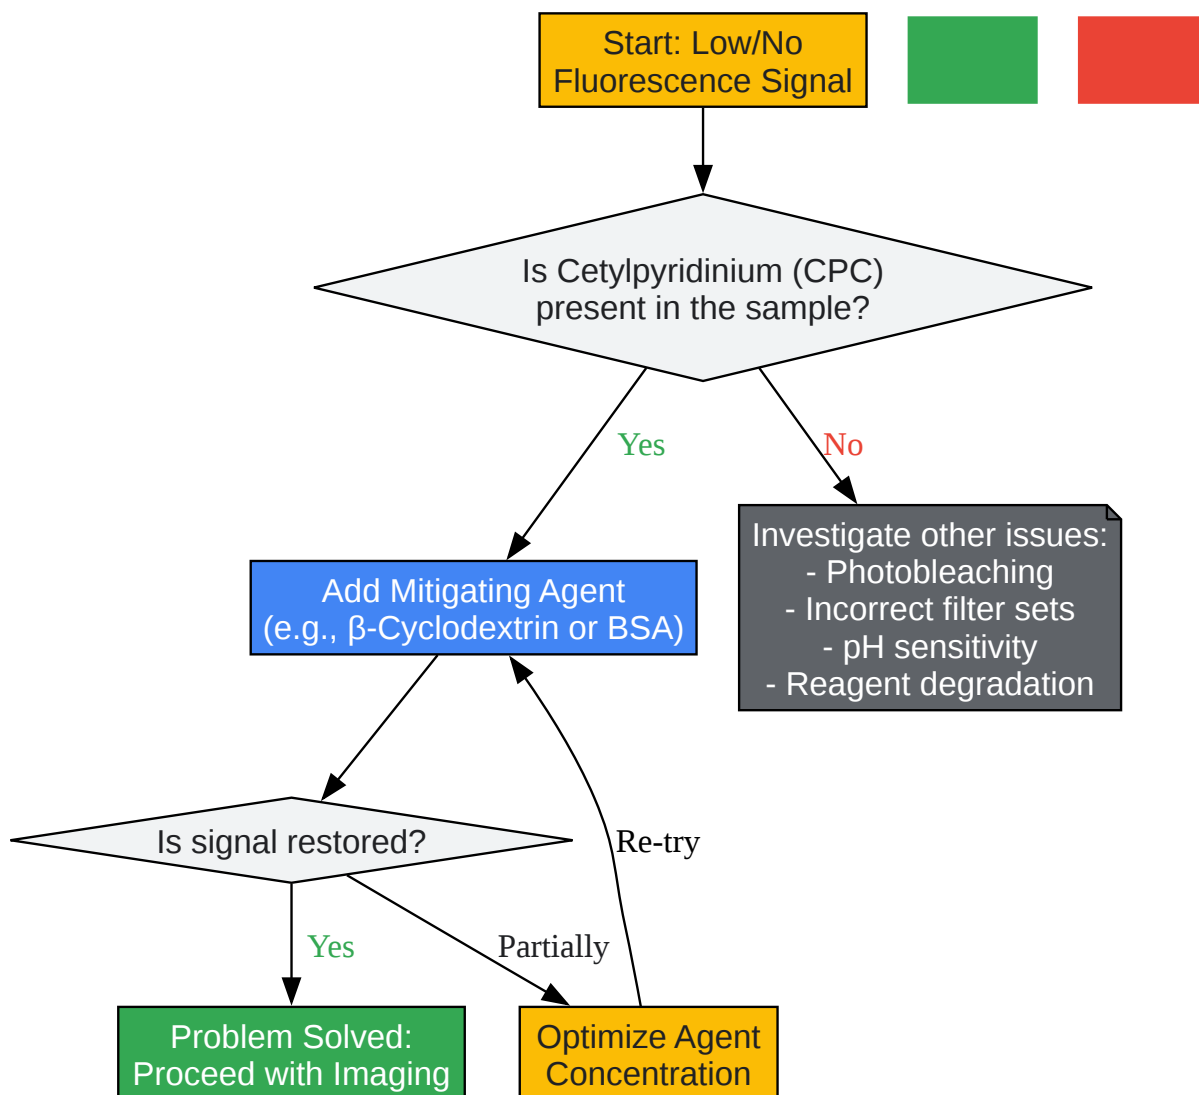 Start: Low/No
Fluorescence Signal
Is Cetylpyridinium (CPC)
present in the sample?
Yes
No
Investigate other issues:
- Photobleaching
- Incorrect filter sets
- pH sensitivity
- Reagent degradation
Add Mitigating Agent
(e.g., β-Cyclodextrin or BSA)
Is signal restored?
Re-try
Yes
Partially
Problem Solved:
Proceed with Imaging
Optimize Agent
Concentration